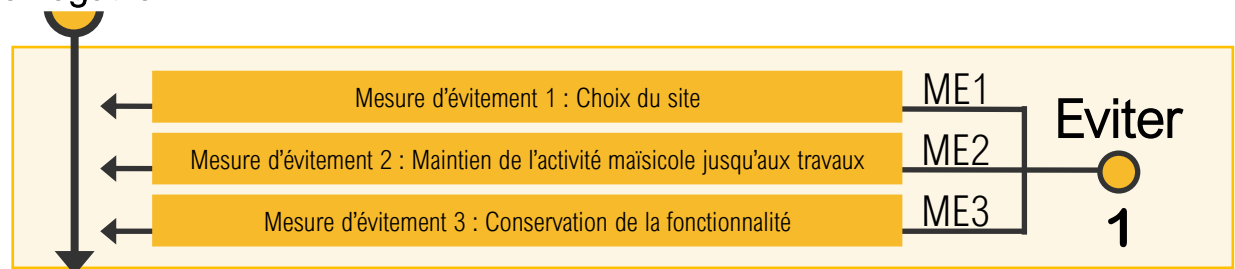 Mesure d'évitement 1 : Choix du site
ME1
Eviter
Mesure d'évitement 2 : Maintien de l'activité maïsicole jusqu'aux travaux
ME2
Mesure d'évitement 3 : Conservation de la fonctionnalité
ME3
1